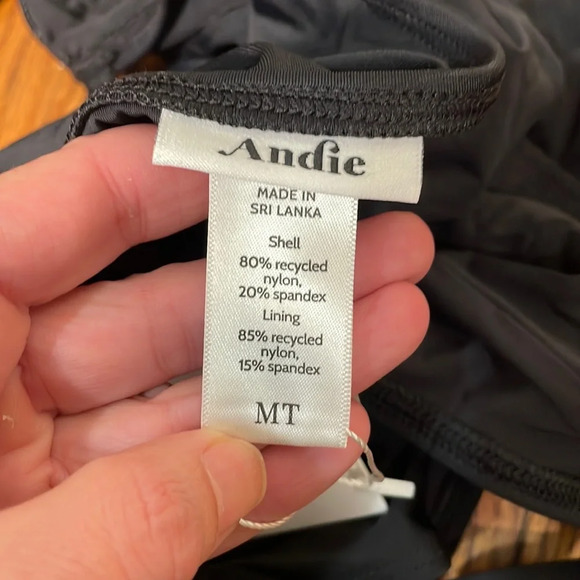 Andie
MADE IN
SRI LANKA
Shell
80% recycled
nylon,
20% spandex
Lining
85% recycled
nylon,
15% spandex
MT